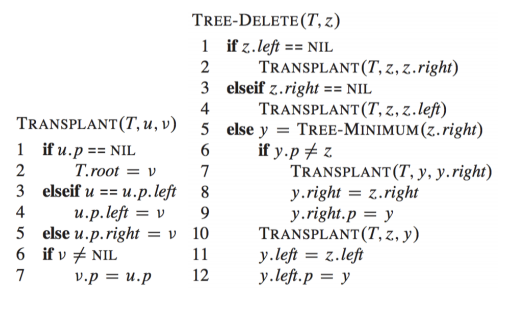 TRANSPLANT(T, u, v)
1 if u.p == NIL
2 T.root = v
3 elseif u == u.p.left
4 u.p.left = v
5 else u.p.right = v
6 if v ≠ NIL
7 v.p = u.p
TREE-DELETE(T, z)
1 if z.left == NIL
2 TRANSPLANT(T, z, z.right)
3 elseif z.right == NIL
4 TRANSPLANT(T, z, z.left)
5 else y = TREE-MINIMUM(z.right)
6 if y.p ≠ z
7 TRANSPLANT(T, y, y.right)
8 y.right = z.right
9 y.right.p = y
10 TRANSPLANT(T, z, y)
11 y.left = z.left
12 y.left.p = y